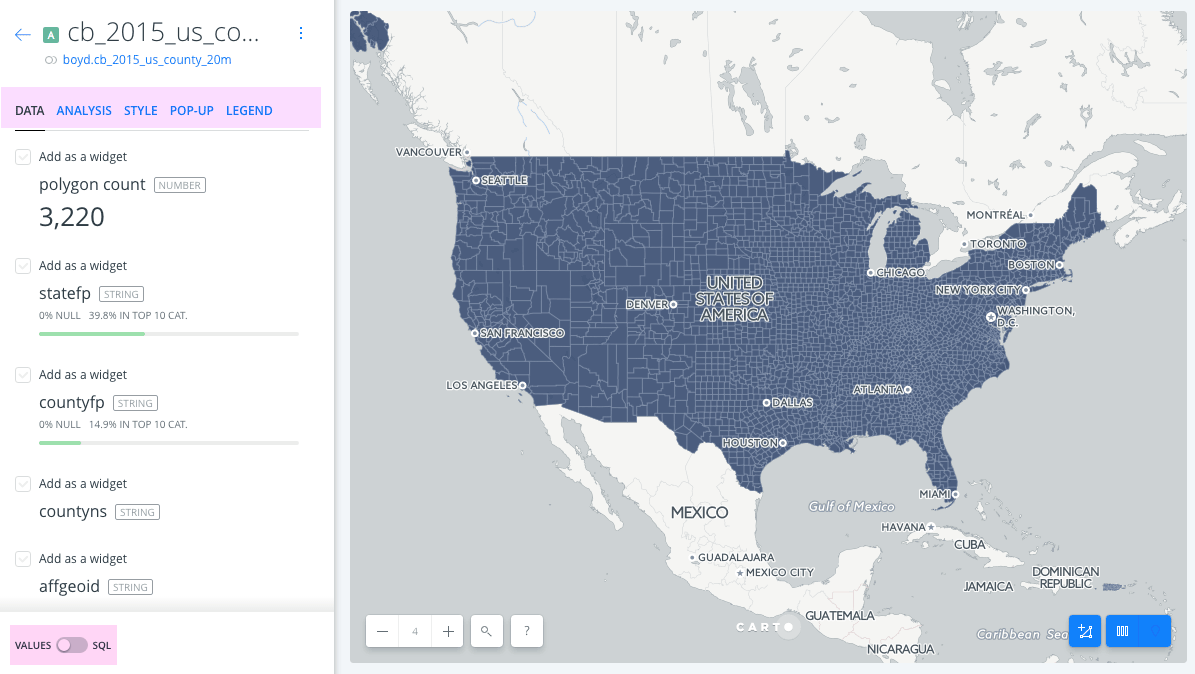 A cb_2015_us_co...
boyd.cb_2015_us_county_20m
DATA ANALYSIS STYLE POP-UP LEGEND
Add as a widget
polygon count NUMBER
3,220
Add as a widget
statefp STRING
0% NULL 39.8% IN TOP 10 CAT.
Add as a widget
countyfp STRING
0% NULL 14.9% IN TOP 10 CAT.
Add as a widget
countyns STRING
Add as a widget
affgeoid STRING
VALUES SQL
VANCOUVER
SEATTLE
MONTRÉAL
TORONTO
BOSTON
CHICAGO
NEW YORK CITY
UNITED
STATES OF
AMERICA
DENVER
WASHINGTON,
D.C.
SAN FRANCISCO
LOS ANGELES
ATLANTA
DALLAS
HOUSTON
MIAMI
Gulf of Mexico
MEXICO
HAVANA
CUBA
GUADALAJARA
MEXICO CITY
DOMINICAN
REPUBLIC
JAMAICA
GUATEMALA
Caribbean Sea
NICARAGUA
4
?
CARTO